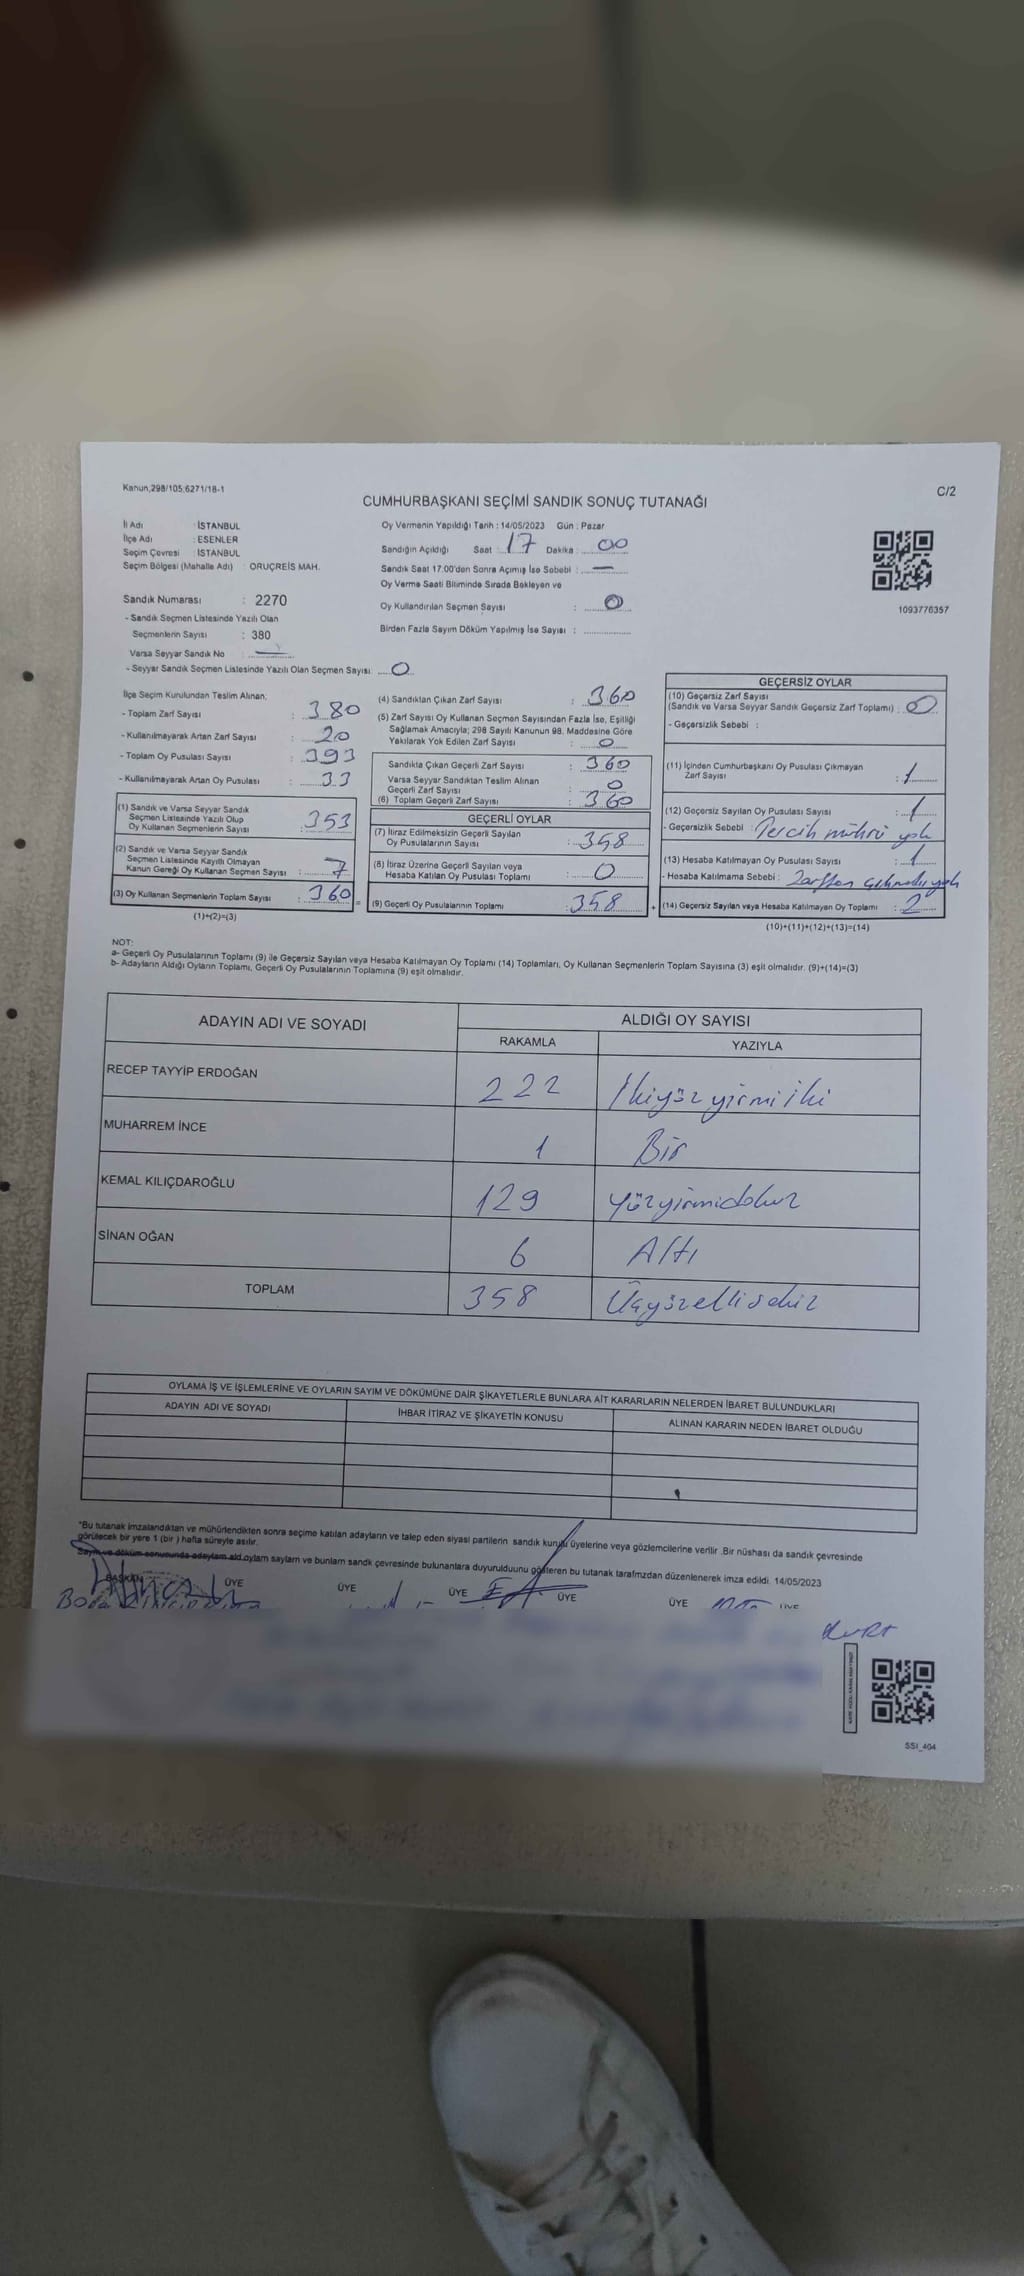 Kanun,298/105,6271/18-1
C/2
CUMHURBAŞKANI SEÇİMİ SANDIK SONUÇ TUTANAĞI
İl Adı : İSTANBUL
İlçe Adı : ESENLER
Seçim Çevresi : İSTANBUL
Seçim Bölgesi (Mahalle Adı) : ORUÇREİS MAH.
Sandık Numarası : 2270
- Sandık Seçmen Listesinde Yazılı Olan
Seçmenlerin Sayısı : 380
Varsa Seyyar Sandık No : —
- Seyyar Sandık Seçmen Listesinde Yazılı Olan Seçmen Sayısı: 0
Oy Vermenin Yapıldığı Tarih : 14/05/2023 Gün : Pazar
Sandığın Açıldığı Saat : 17 Dakika : 00
Sandık Saat 17.00'den Sonra Açımış İse Sebebi : —
Oy Verme Saati Bitiminde Sırada Bekleyen ve
Oy Kullandırılan Seçmen Sayısı : 0
Birden Fazla Sayım Döküm Yapılmış İse Sayısı :
1093776357
İlçe Seçim Kurulundan Teslim Alınan;
- Toplam Zarf Sayısı : 380
- Kullanılmayarak Artan Zarf Sayısı : 20
- Toplam Oy Pusulası Sayısı : 393
- Kullanılmayarak Artan Oy Pusulası : 33
(1) Sandık ve Varsa Seyyar Sandık
Seçmen Listesinde Yazılı Olup
Oy Kullanan Seçmenlerin Sayısı : 353
(2) Sandık ve Varsa Seyyar Sandık
Seçmen Listesinde Kayıtlı Olmayan
Kanun Gereği Oy Kullanan Seçmen Sayısı : 7
(3) Oy Kullanan Seçmenlerin Toplam Sayısı : 360 =
(1)+(2)=(3)
(4) Sandıktan Çıkan Zarf Sayısı : 360
(5) Zarf Sayısı Oy Kullanan Seçmen Sayısından Fazla İse, Eşitliği
Sağlamak Amacıyla; 298 Sayılı Kanunun 98. Maddesine Göre
Yakılarak Yok Edilen Zarf Sayısı : 0
Sandıkta Çıkan Geçerli Zarf Sayısı : 360
Varsa Seyyar Sandıktan Teslim Alınan
Geçerli Zarf Sayısı : 0
(6) Toplam Geçerli Zarf Sayısı : 360
GEÇERLİ OYLAR
(7) İtiraz Edilmeksizin Geçerli Sayılan
Oy Pusulalarının Sayısı : 358
(8) İtiraz Üzerine Geçerli Sayılan veya
Hesaba Katılan Oy Pusulası Toplamı : 0
(9) Geçerli Oy Pusulalarının Toplamı : 358 +
GEÇERSİZ OYLAR
(10) Geçersiz Zarf Sayısı
(Sandık ve Varsa Seyyar Sandık Geçersiz Zarf Toplamı) : 0
- Geçersizlik Sebebi :
(11) İçinden Cumhurbaşkanı Oy Pusulası Çıkmayan
Zarf Sayısı : 1
(12) Geçersiz Sayılan Oy Pusulası Sayısı : 1
- Geçersizlik Sebebi : Tercih mührü yok
(13) Hesaba Katılmayan Oy Pusulası Sayısı : 1
- Hesaba Katılmama Sebebi : Zarftan
(14) Geçersiz Sayılan veya Hesaba Katılmayan Oy Toplamı : 2
(10)+(11)+(12)+(13)=(14)
NOT:
a- Geçerli Oy Pusulalarının Toplamı (9) ile Geçersiz Sayılan veya Hesaba Katılmayan Oy Toplamı (14) Toplamları, Oy Kullanan Seçmenlerin Toplam Sayısına (3) eşit olmalıdır. (9)+(14)=(3)
b- Adayların Aldığı Oyların Toplamı, Geçerli Oy Pusulalarının Toplamına (9) eşit olmalıdır.
ADAYIN ADI VE SOYADI ALDIĞI OY SAYISI
RAKAMLA YAZIYLA
RECEP TAYYİP ERDOĞAN 222 İkiyüzyirmiiki
MUHARREM İNCE 1 Bir
KEMAL KILIÇDAROĞLU 129 yüzyirmidokuz
SİNAN OĞAN 6 Altı
TOPLAM 358 Üçyüzellisekiz
OYLAMA İŞ VE İŞLEMLERİNE VE OYLARIN SAYIM VE DÖKÜMÜNE DAİR ŞİKAYETLERLE BUNLARA AİT KARARLARIN NELERDEN İBARET BULUNDUKLARI
ADAYIN ADI VE SOYADI İHBAR İTİRAZ VE ŞİKAYETİN KONUSU ALINAN KARARIN NEDEN İBARET OLDUĞU
*Bu tutanak imzalandıktan ve mühürlendikten sonra seçime katılan adayların ve talep eden siyasi partilerin sandık kurulu üyelerine veya gözlemcilerine verilir .Bir nüshası da sandık çevresinde
görülecek bir yere 1 (bir ) hafta süreyle asılır.
Sayım ve döküm sonucunda adayların aldı oyların sayları ve bunların sandk çevresinde bulunanlara duyurulduunu gösteren bu tutanak tarafmzdan düzenlenerek imza edildi. 14/05/2023
BAŞKAN ÜYE ÜYE ÜYE ÜYE ÜYE ÜYE
KURT
SSI_404